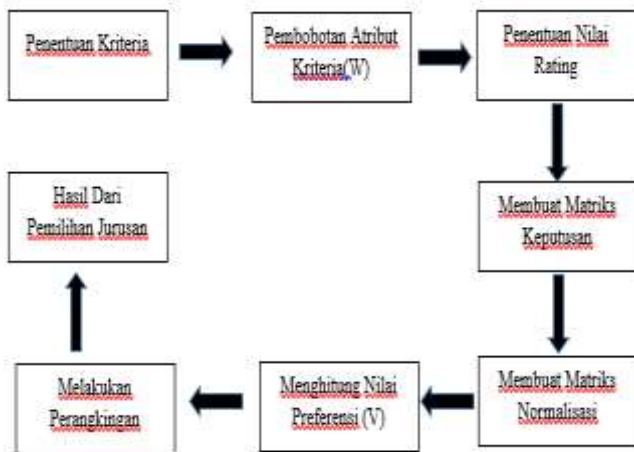 Penentuan Kriteria
Pembobotan Atribut
Kriteria(W)
Penentuan Nilai
Rating
Membuat Matriks
Keputusan
Membuat Matriks
Normalisasi
Menghitung Nilai
Preferensi (V)
Melakukan
Perangkingan
Hasil Dari
Pemilihan Jurusan